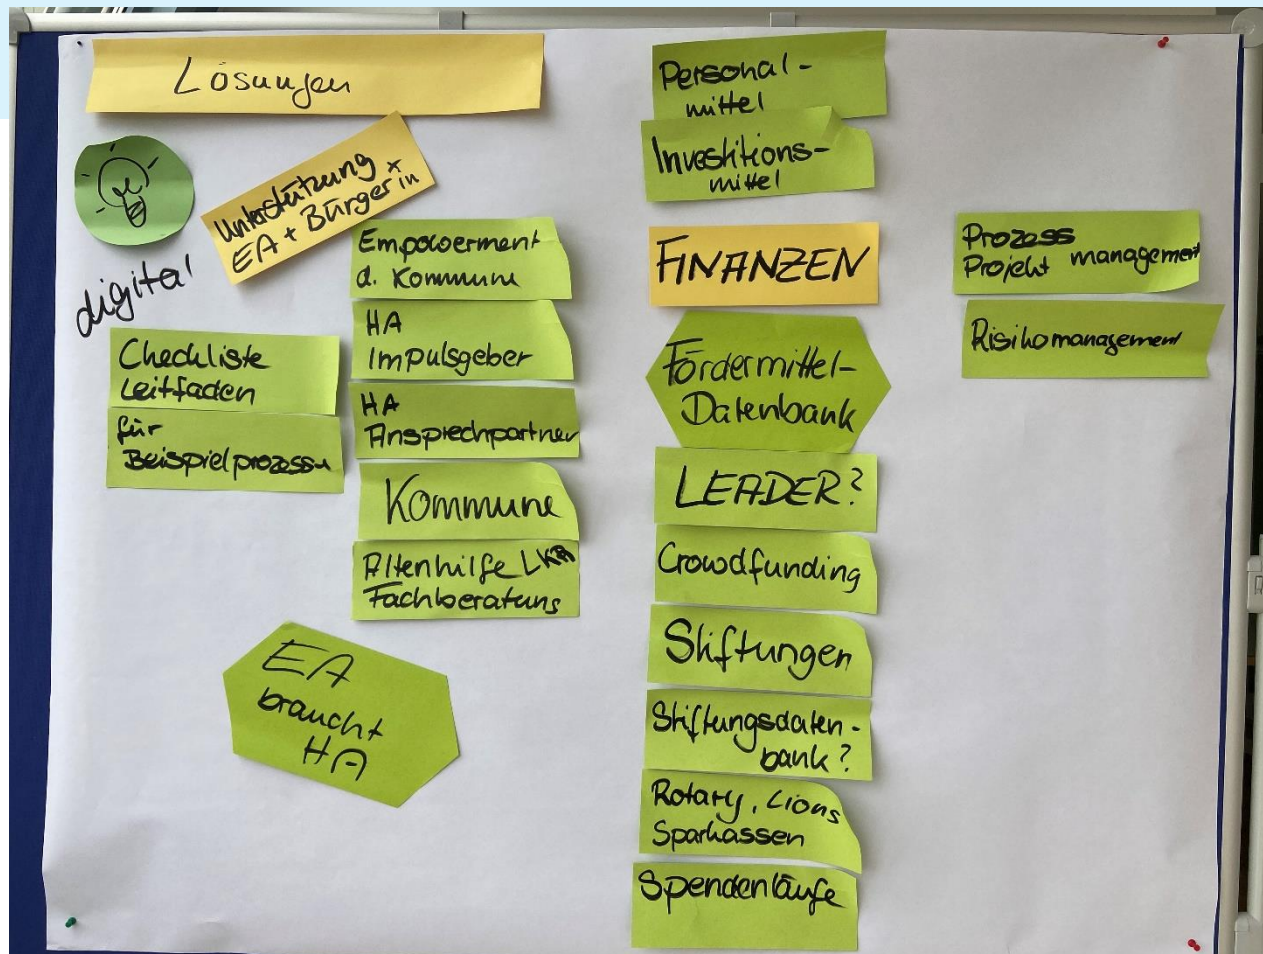 Lösungen
Unterstützung
EA + Bürger*in
digital
Checkliste
Leitfaden
für
Beispielprozesse
Empowerment
d. Kommune
HA
Impulsgeber
HA
Ansprechpartner
Kommune
Altenhilfe LKA
Fachberatung
EA
braucht
HA
Personal-
mittel
Investitions-
mittel
FINANZEN
Fördermittel-
Datenbank
LEADER?
Crowdfunding
Stiftungen
Stiftungsdaten-
bank?
Rotary, Lions
Sparkassen
Spendenläufe
Prozess
Projekt management
Risikomanagement